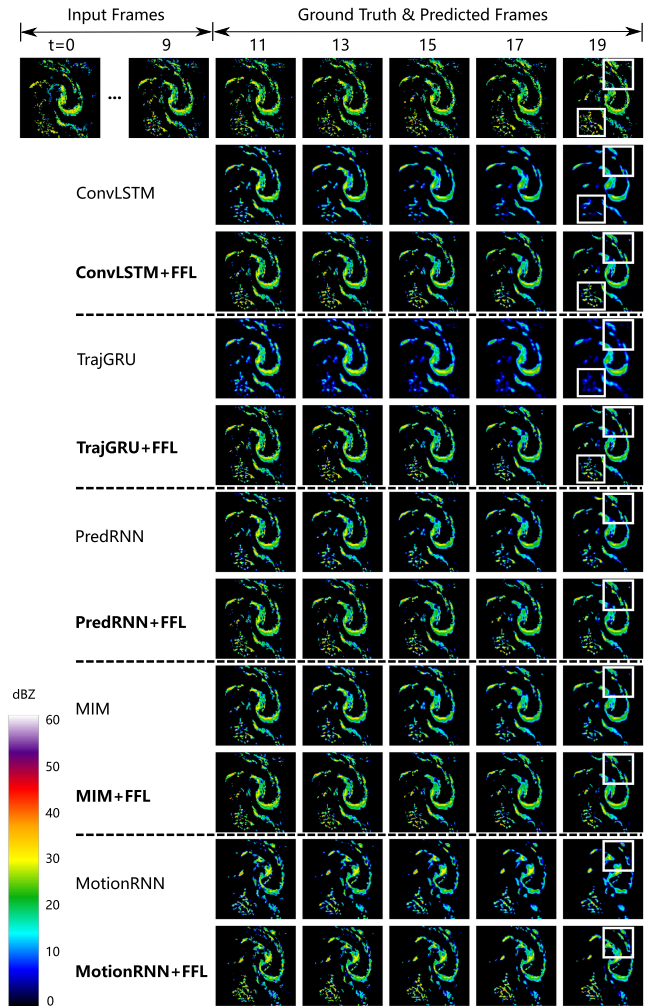 Input Frames Ground Truth & Predicted Frames
t=0 9 11 13 15 17 19
...
ConvLSTM
ConvLSTM+FFL
TrajGRU
TrajGRU+FFL
PredRNN
PredRNN+FFL
dBZ
MIM
60
50
MIM+FFL
40
30
MotionRNN
20
10
MotionRNN+FFL
0